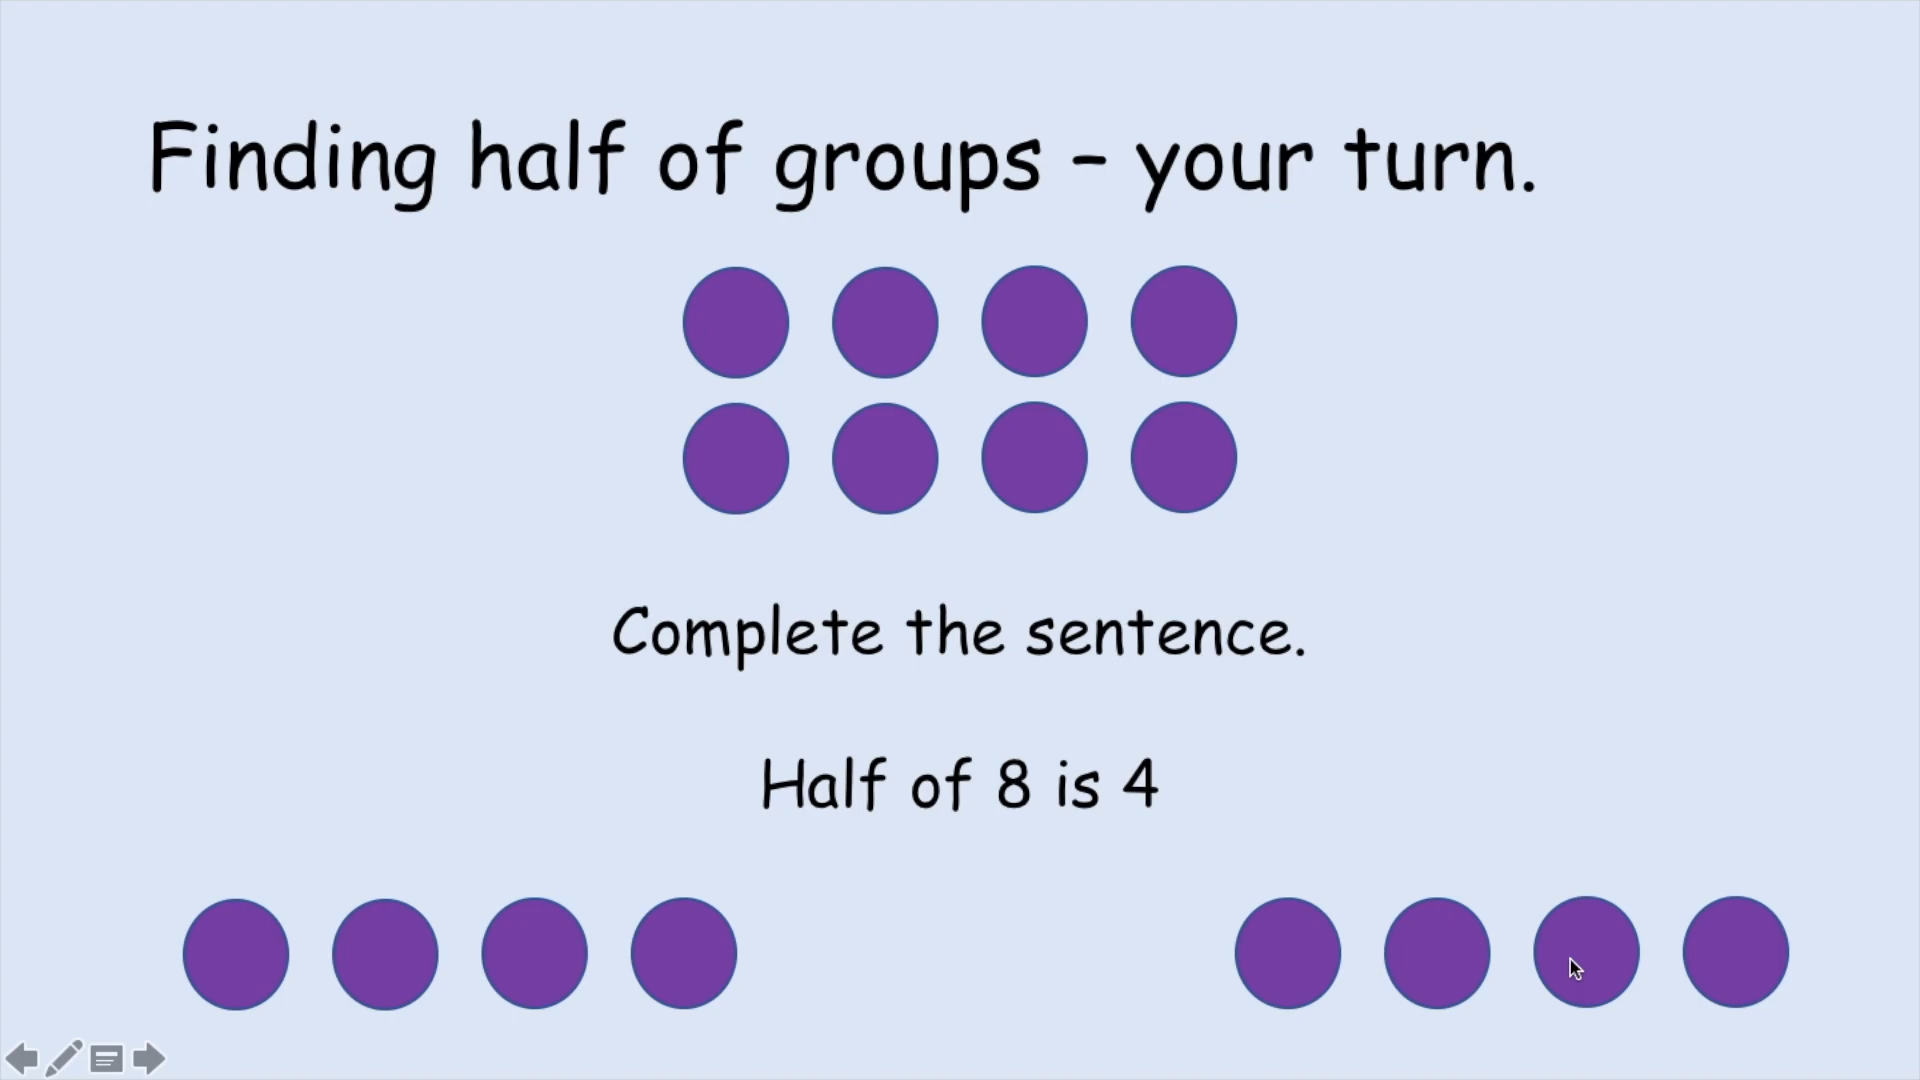 Finding half of groups – your turn.
Complete the sentence.
Half of 8 is 4